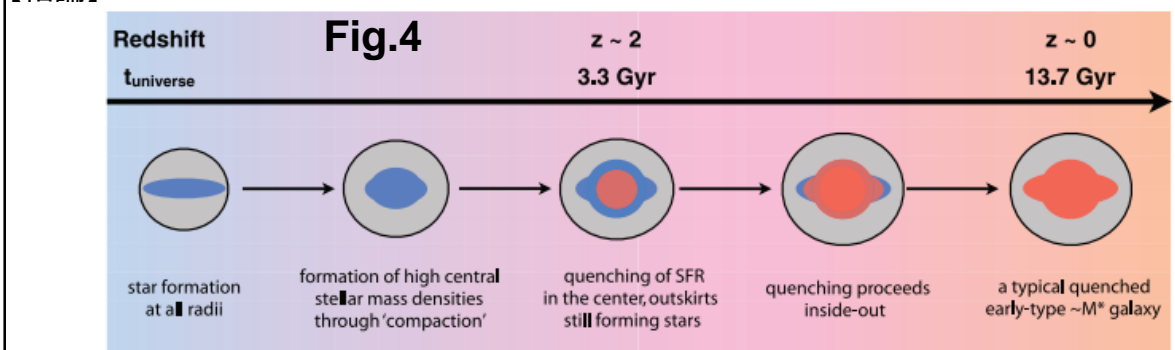 Redshift
Fig.4
z ~ 2
z ~ 0
tuniverse
3.3 Gyr
13.7 Gyr
star formation
at all radii
formation of high central
stellar mass densities
through 'compaction'
quenching of SFR
in the center, outskirts
still forming stars
quenching proceeds
inside-out
a typical quenched
early-type ~M* galaxy